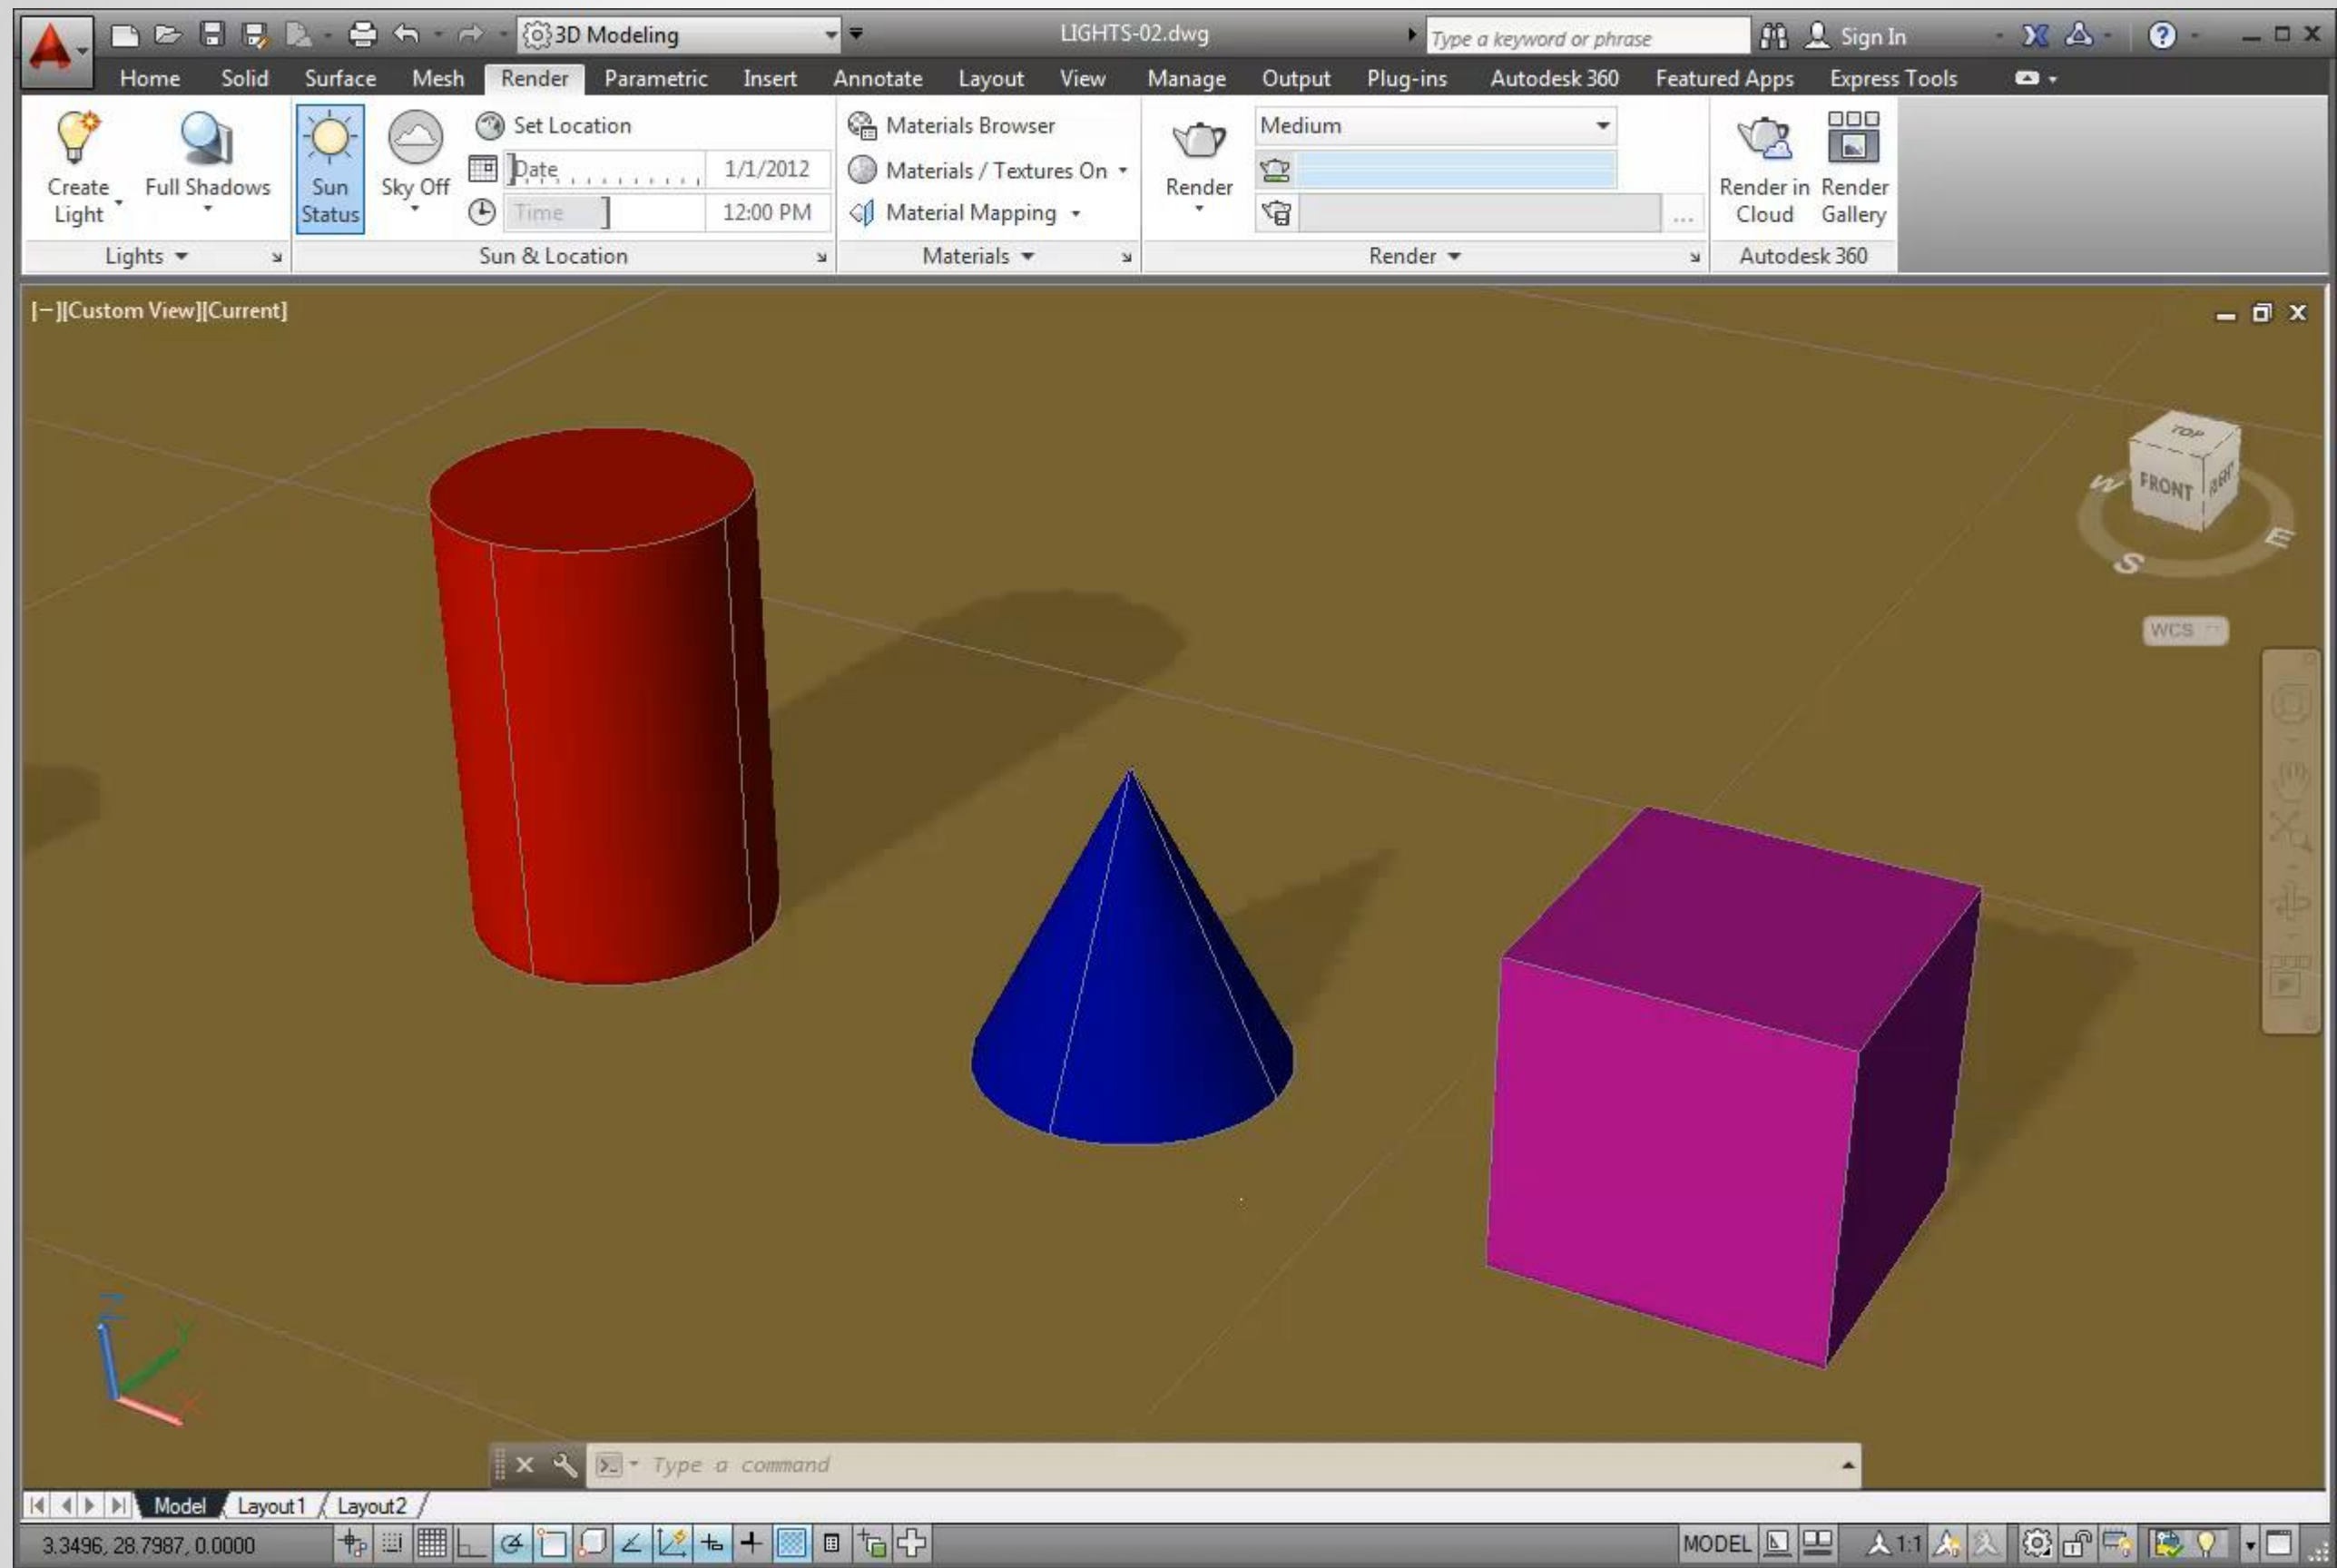 3D Modeling
LIGHTS-02.dwg
Type a keyword or phrase
Sign In
Home Solid Surface Mesh Render Parametric Insert Annotate Layout View Manage Output Plug-ins Autodesk 360 Featured Apps Express Tools
Create Light
Full Shadows
Sun Status
Sky Off
Set Location
Date 1/1/2012
Time 12:00 PM
Materials Browser
Materials / Textures On
Material Mapping
Render
Medium
...
Render in Cloud
Render Gallery
Lights
Sun & Location
Materials
Render
Autodesk 360
[−][Custom View][Current]
TOP
FRONT
RIGHT
W
S
E
WCS
Z
Y
X
Type a command
Model Layout1 Layout2
3.3496, 28.7987, 0.0000
MODEL
1:1